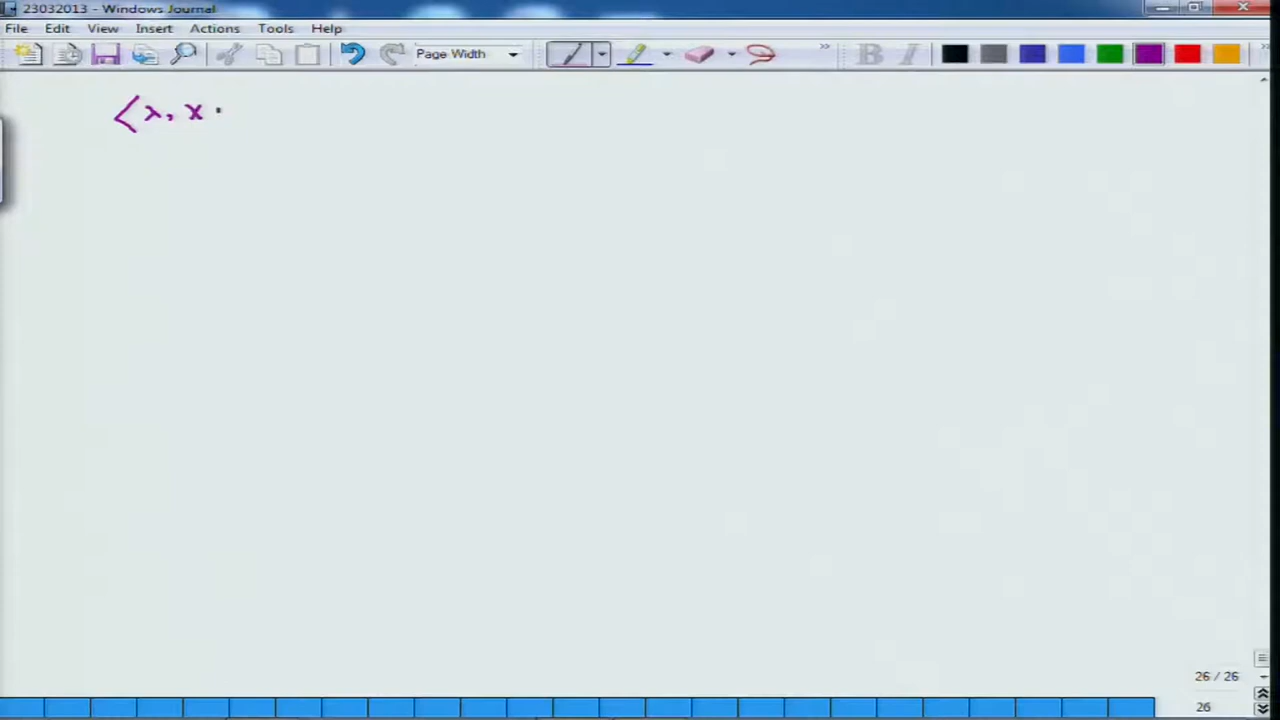 23032013 - Windows Journal
File Edit View Insert Actions Tools Help
Page Width
B I
⟨λ, x
26 / 26
26